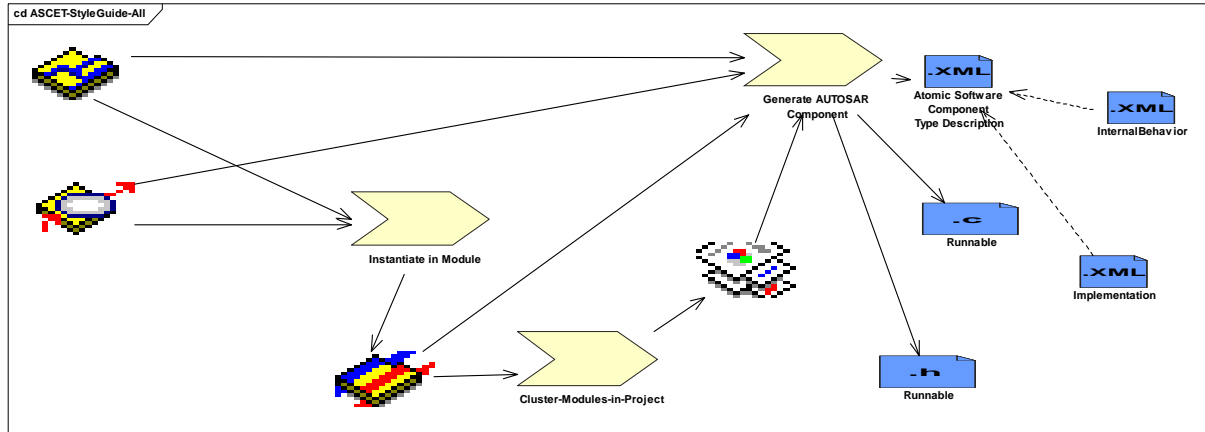 cd ASCET-StyleGuide-All
.XML
Generate AUTOSAR
Component
Atomic Software
Component
Type Description
.XML
InternalBehavior
.c
Runnable
Instantiate in Module
.XML
Implementation
.h
Runnable
Cluster-Modules-in-Project